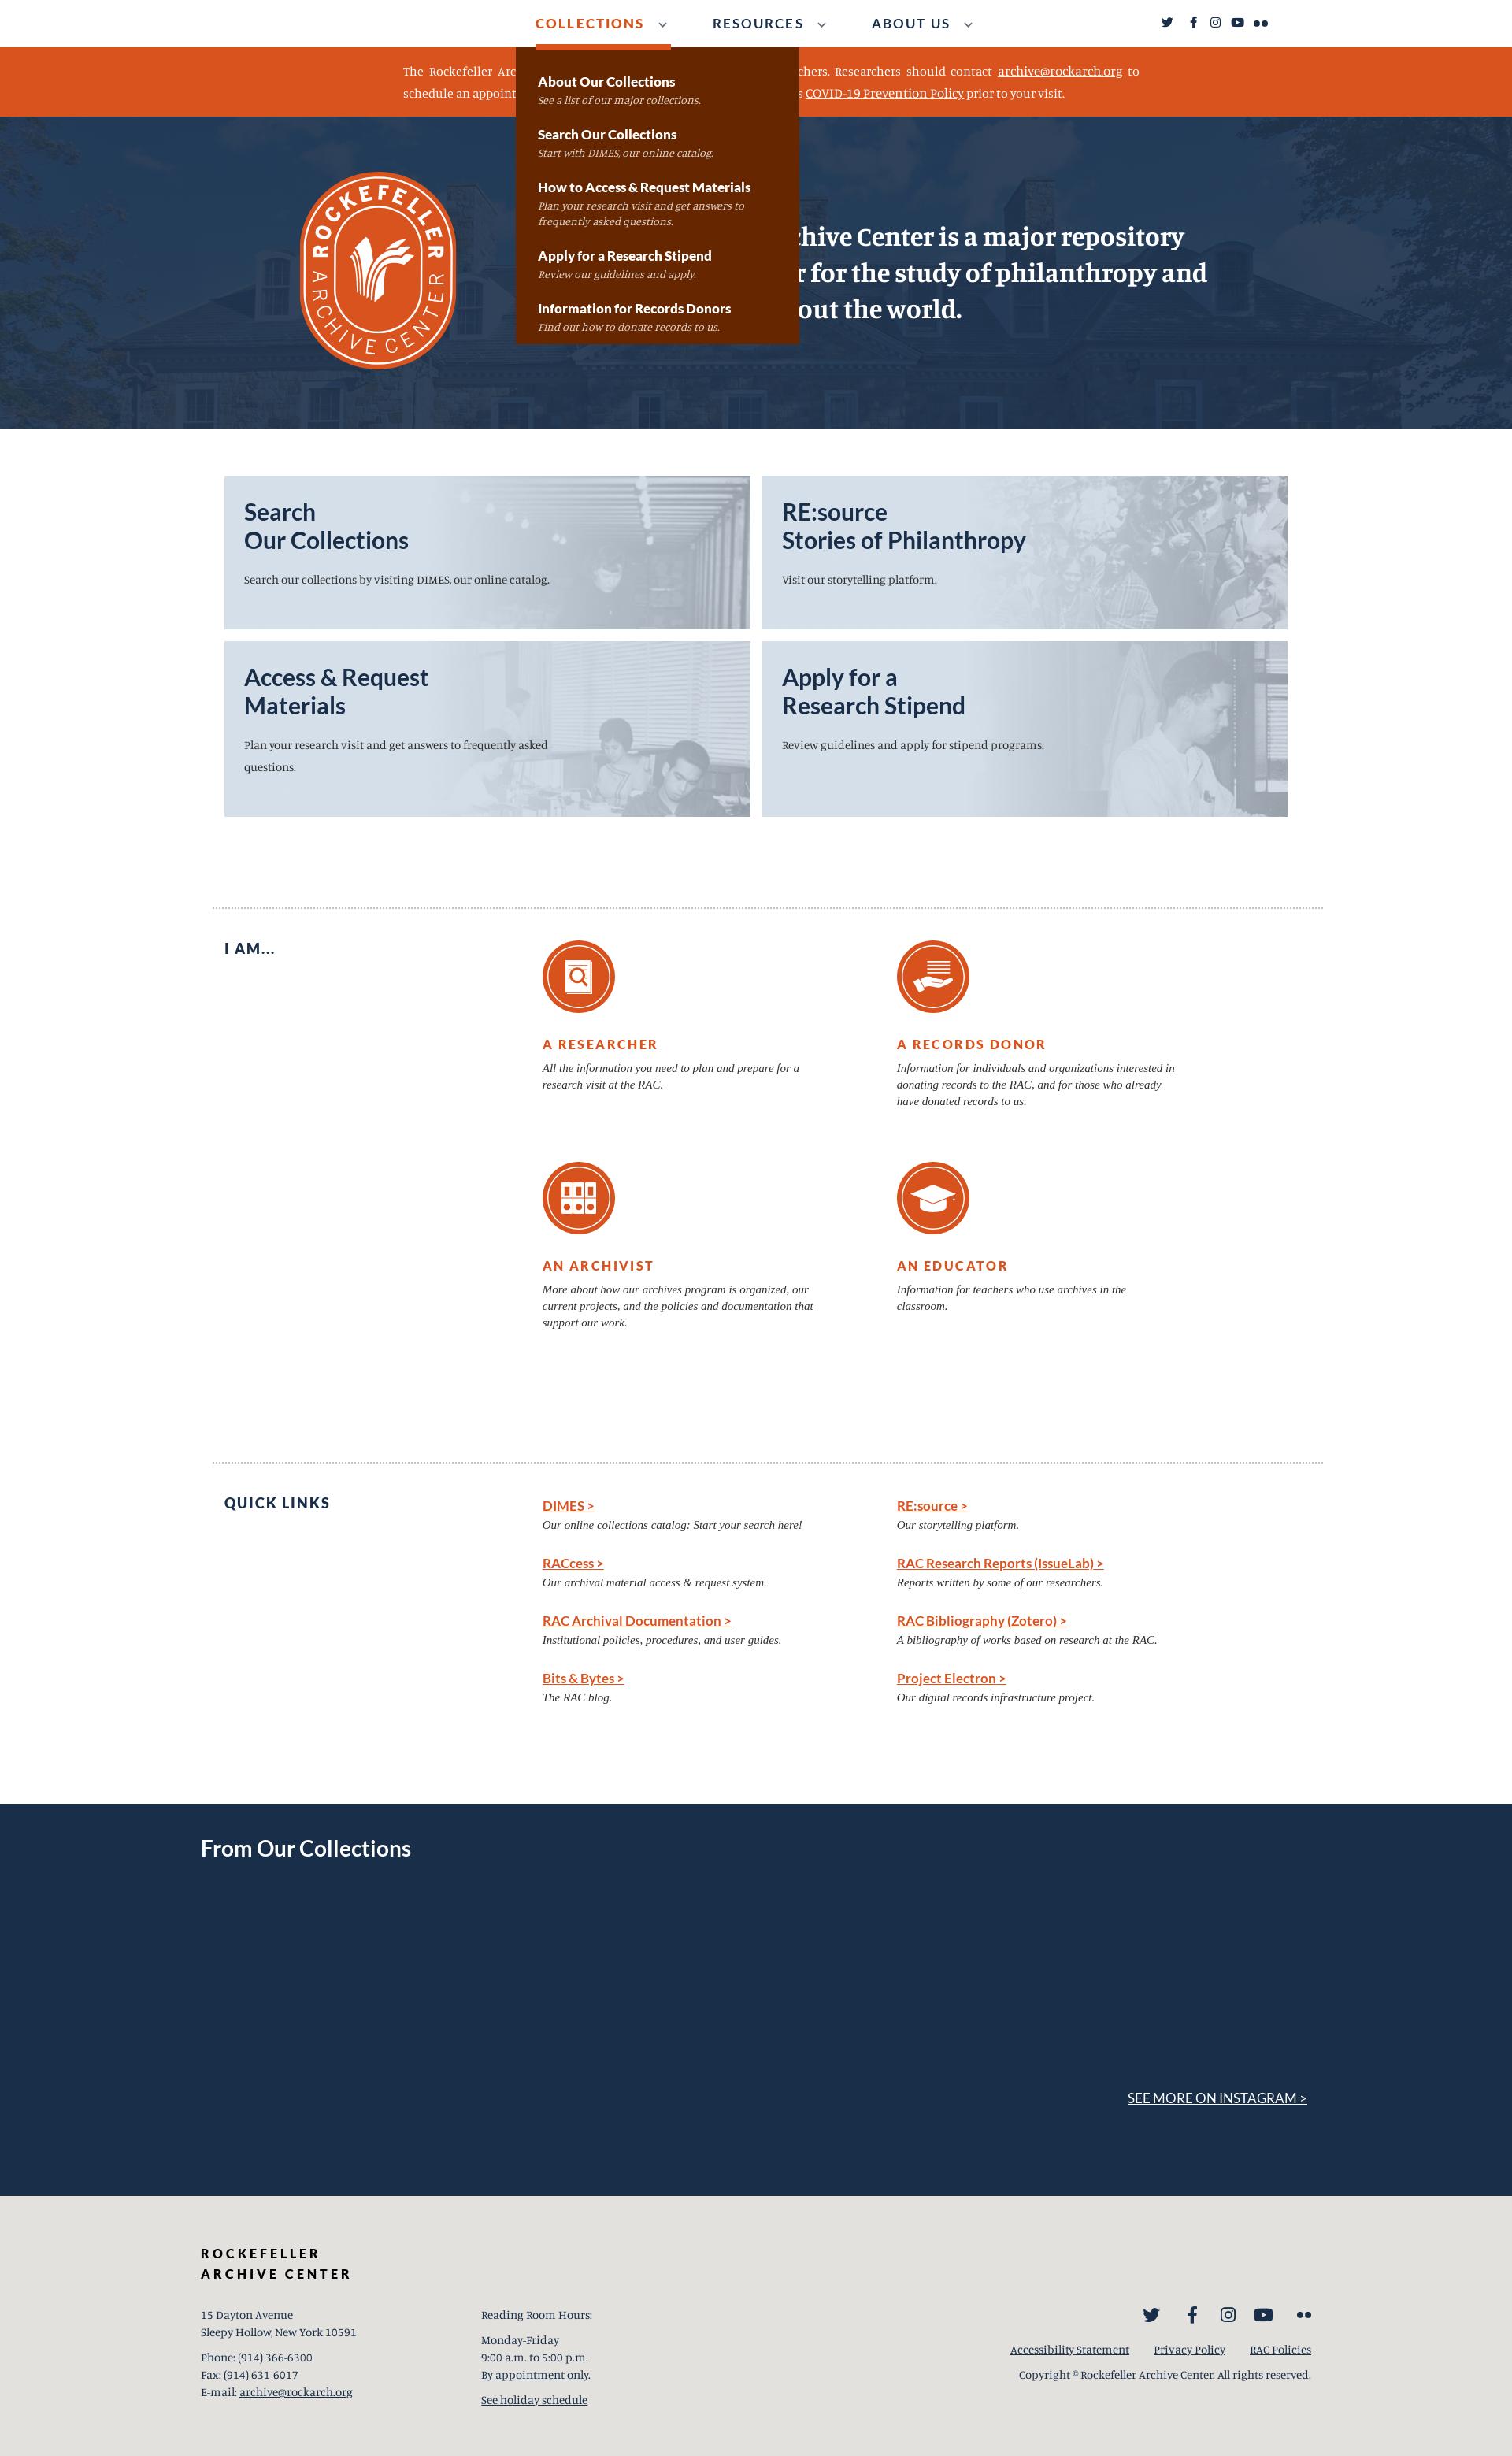 COLLECTIONS
RESOURCES
ABOUT US
The Rockefeller Researchers should contact archive@rockarch.org to
schedule an COVID-19 Prevention Policy prior to your visit.
About Our Collections
See a list of our major collections.
Search Our Collections
Start with DIMES, our online catalog.
How to Access & Request Materials
Plan your research visit and get answers to
frequently asked questions.
Apply for a Research Stipend
Review our guidelines and apply.
Information for Records Donors
Find out how to donate records to us.
ROCKEFELLER
ARCHIVE CENTER
Center is a major repository
for the study of philanthropy and
the world.
Search
Our Collections
Search our collections by visiting DIMES, our online catalog.
RE:source
Stories of Philanthropy
Visit our storytelling platform.
Access & Request
Materials
Plan your research visit and get answers to frequently asked
questions.
Apply for a
Research Stipend
Review guidelines and apply for stipend programs.
I AM...
A RESEARCHER
All the information you need to plan and prepare for a
research visit at the RAC.
A RECORDS DONOR
Information for individuals and organizations interested in
donating records to the RAC, and for those who already
have donated records to us.
AN ARCHIVIST
More about how our archives program is organized, our
current projects, and the policies and documentation that
support our work.
AN EDUCATOR
Information for teachers who use archives in the
classroom.
QUICK LINKS
DIMES >
Our online collections catalog: Start your search here!
RACcess >
Our archival material access & request system.
RAC Archival Documentation >
Institutional policies, procedures, and user guides.
Bits & Bytes >
The RAC blog.
RE:source >
Our storytelling platform.
RAC Research Reports (IssueLab) >
Reports written by some of our researchers.
RAC Bibliography (Zotero) >
A bibliography of works based on research at the RAC.
Project Electron >
Our digital records infrastructure project.
From Our Collections
SEE MORE ON INSTAGRAM >
ROCKEFELLER
ARCHIVE CENTER
15 Dayton Avenue
Sleepy Hollow, New York 10591
Phone: (914) 366-6300
Fax: (914) 631-6017
E-mail: archive@rockarch.org
Reading Room Hours:
Monday-Friday
9:00 a.m. to 5:00 p.m.
By appointment only.
See holiday schedule
Accessibility Statement
Privacy Policy
RAC Policies
Copyright © Rockefeller Archive Center. All rights reserved.